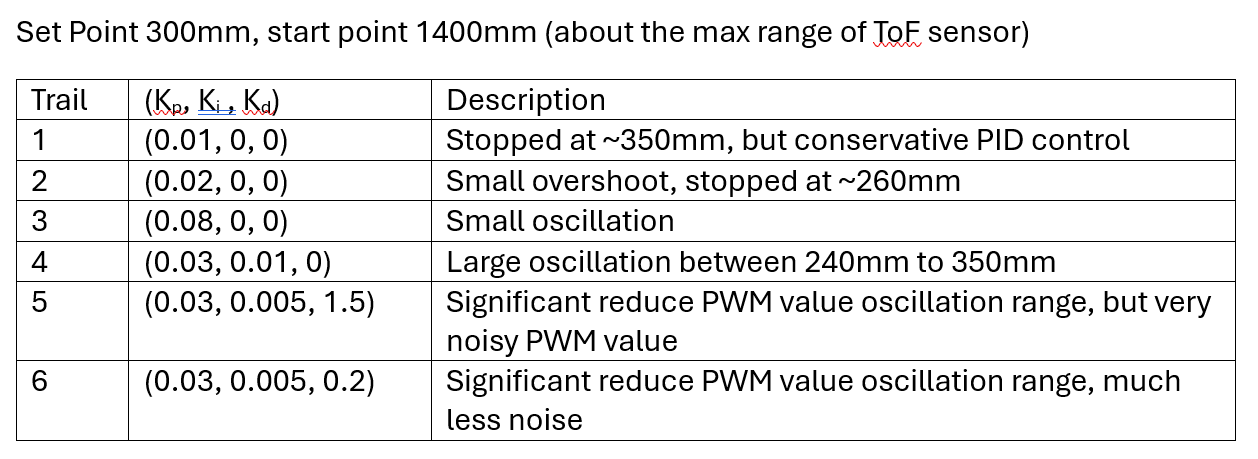 Set Point 300mm, start point 1400mm (about the max range of ToF sensor)
Trail (Kp, Ki , Kd) Description
1 (0.01, 0, 0) Stopped at ~350mm, but conservative PID control
2 (0.02, 0, 0) Small overshoot, stopped at ~260mm
3 (0.08, 0, 0) Small oscillation
4 (0.03, 0.01, 0) Large oscillation between 240mm to 350mm
5 (0.03, 0.005, 1.5) Significant reduce PWM value oscillation range, but very
noisy PWM value
6 (0.03, 0.005, 0.2) Significant reduce PWM value oscillation range, much
less noise